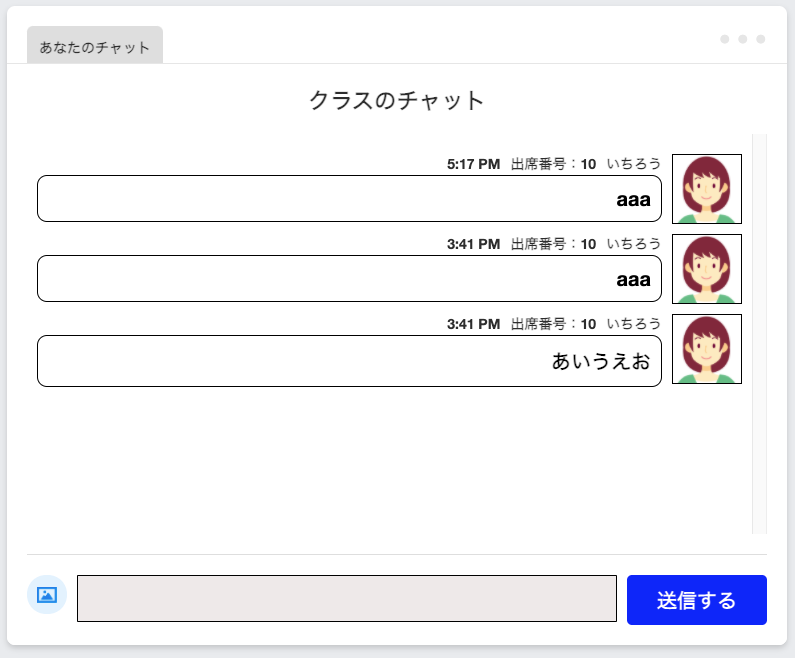 あなたのチャット
クラスのチャット
5:17 PM 出席番号：10 いちろう
aaa
3:41 PM 出席番号：10 いちろう
aaa
3:41 PM 出席番号：10 いちろう
あいうえお
送信する